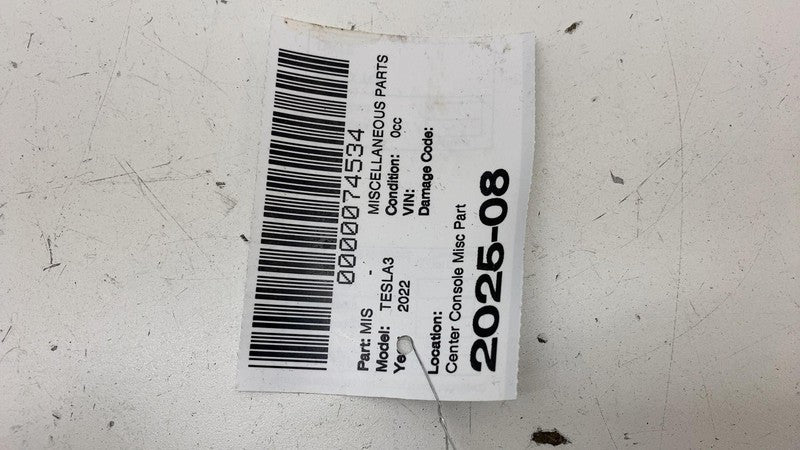 0000074534
Part: MIS - MISCELLANEOUS PARTS
Model: TESLA3 Condition: 0cc
Ye 2022 VIN:
Damage Code:
Location:
Center Console Misc Part
2025-08